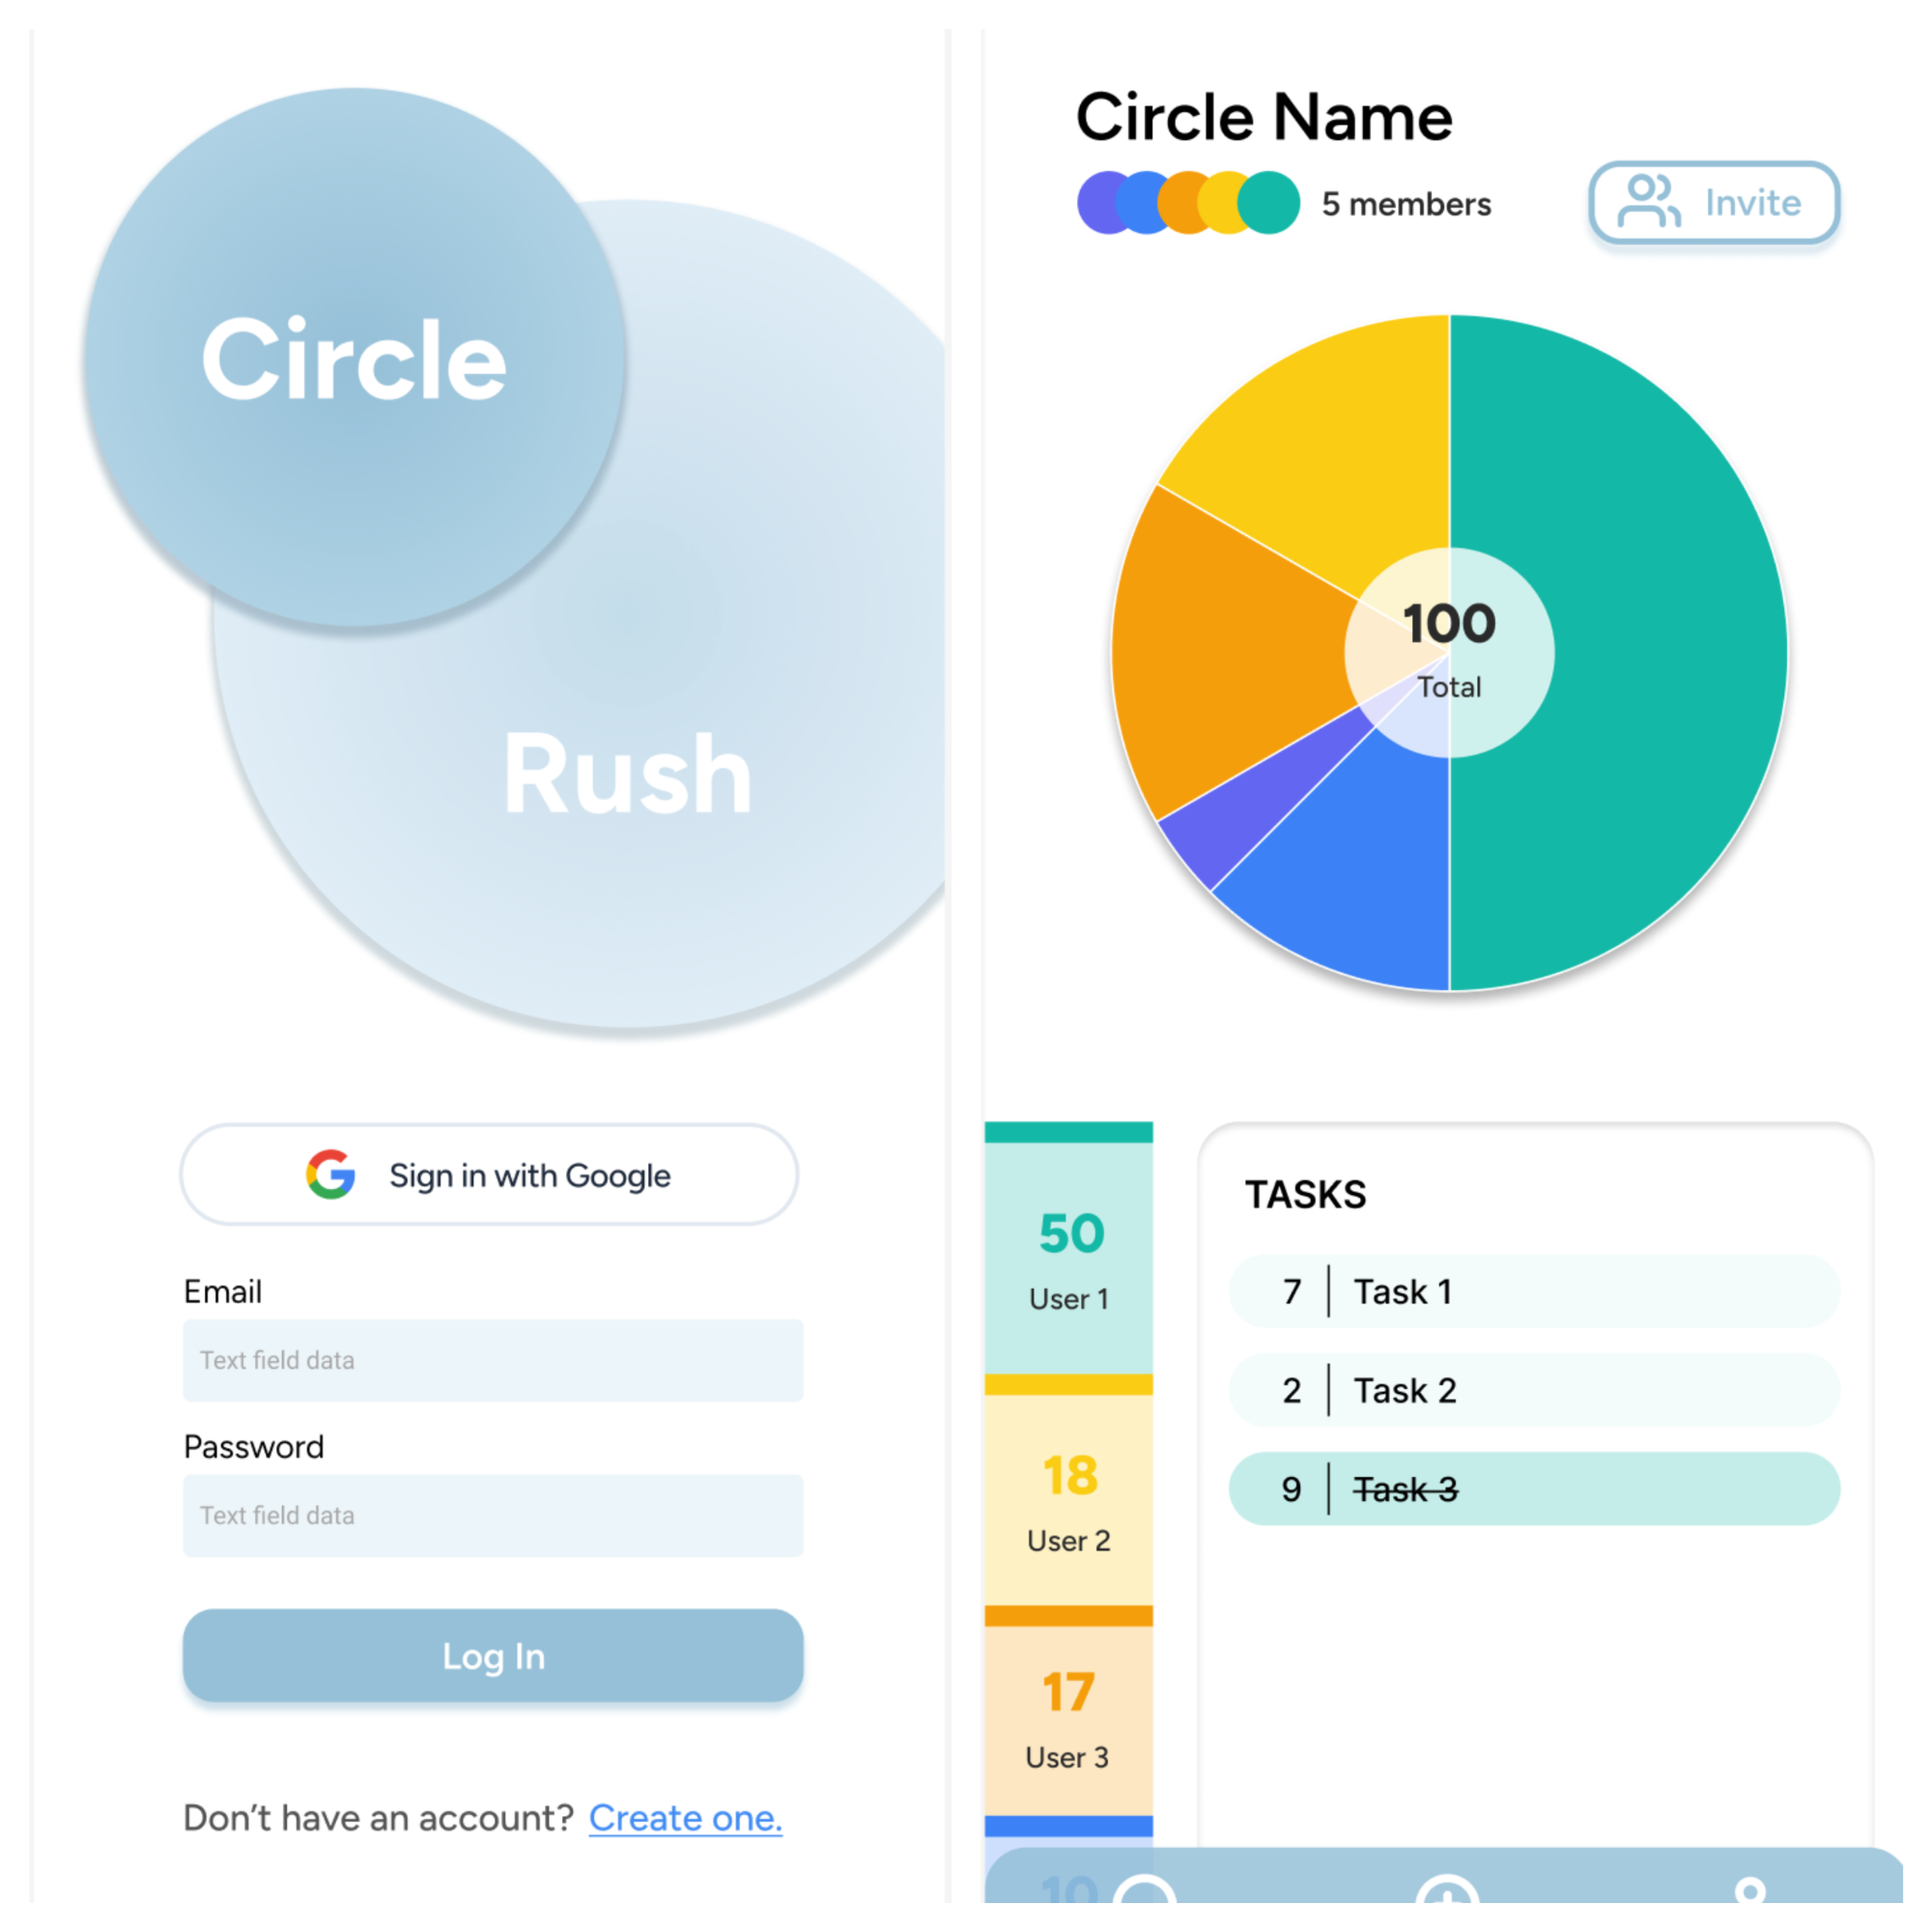 Circle
Rush
Sign in with Google
Email
Text field data
Password
Text field data
Log In
Don’t have an account? Create one.
Circle Name
5 members
Invite
100
Total
50
User 1
18
User 2
17
User 3
10
TASKS
7 Task 1
2 Task 2
9 Task 3